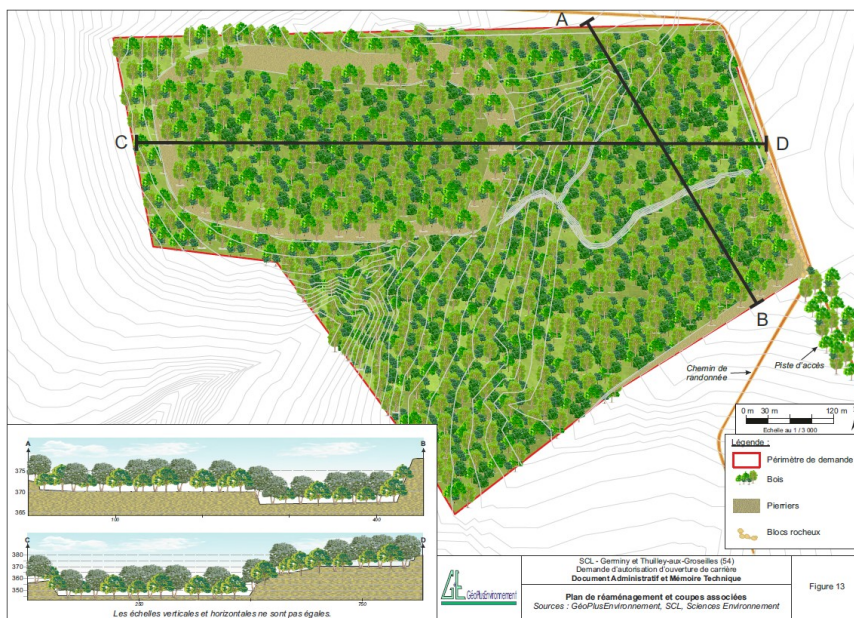 A
C
D
B
Chemin de
randonnée
Piste d'accés
0 m 30 m 120 m
Echelle au 1 / 3 000
Légende :
Périmètre de demande
Bois
Pierriers
Blocs rocheux
A
B
375
370
365
100
400
C
D
380
370
360
350
250
750
Les échelles verticales et horizontales ne sont pas égales.
GéoPlusEnvironnement
SCL - Germiny et Thuilley-aux-Groseilles (54)
Demande d'autorisation d'ouverture de carrière
Document Administratif et Mémoire Technique
Plan de réaménagement et coupes associées
Sources : GéoPlusEnvironnement, SCL, Sciences Environnement
Figure 13